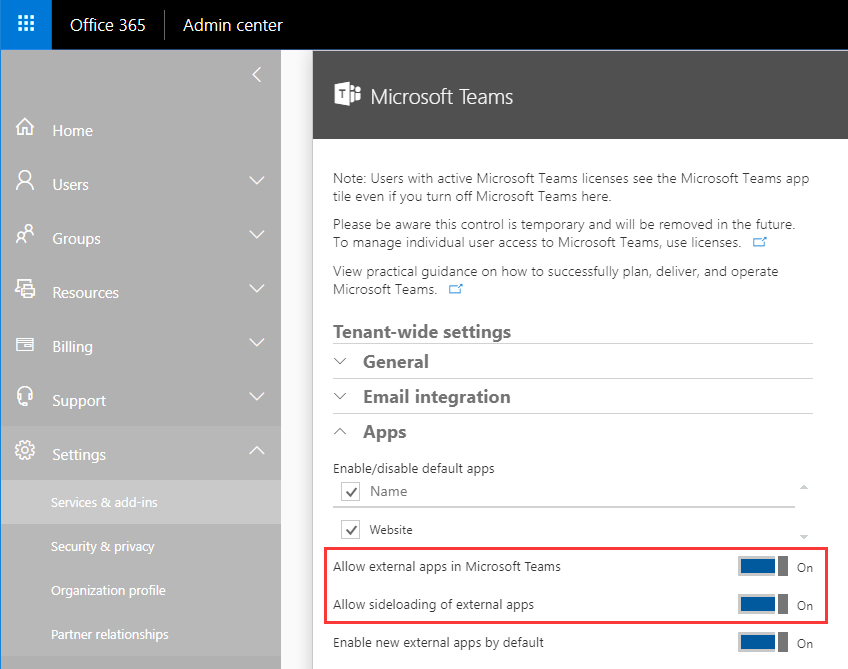 Office 365
Admin center
Home
Users
Groups
Resources
Billing
Support
Settings
Services & add-ins
Security & privacy
Organization profile
Partner relationships
Microsoft Teams
Note: Users with active Microsoft Teams licenses see the Microsoft Teams app
tile even if you turn off Microsoft Teams here.
Please be aware this control is temporary and will be removed in the future.
To manage individual user access to Microsoft Teams, use licenses.
View practical guidance on how to successfully plan, deliver, and operate
Microsoft Teams.
Tenant-wide settings
General
Email integration
Apps
Enable/disable default apps
Name
Website
Allow external apps in Microsoft Teams On
Allow sideloading of external apps On
Enable new external apps by default On